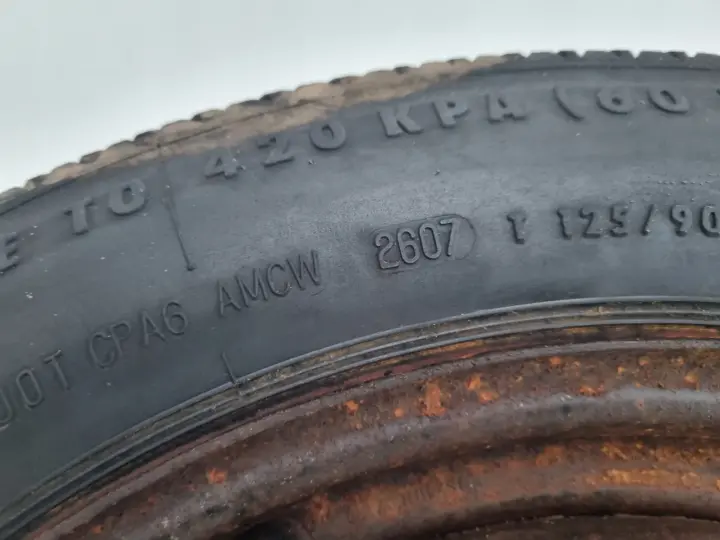 E TO 420 KPA (60
DOT CPA6 AMCW 2607 T 125/90